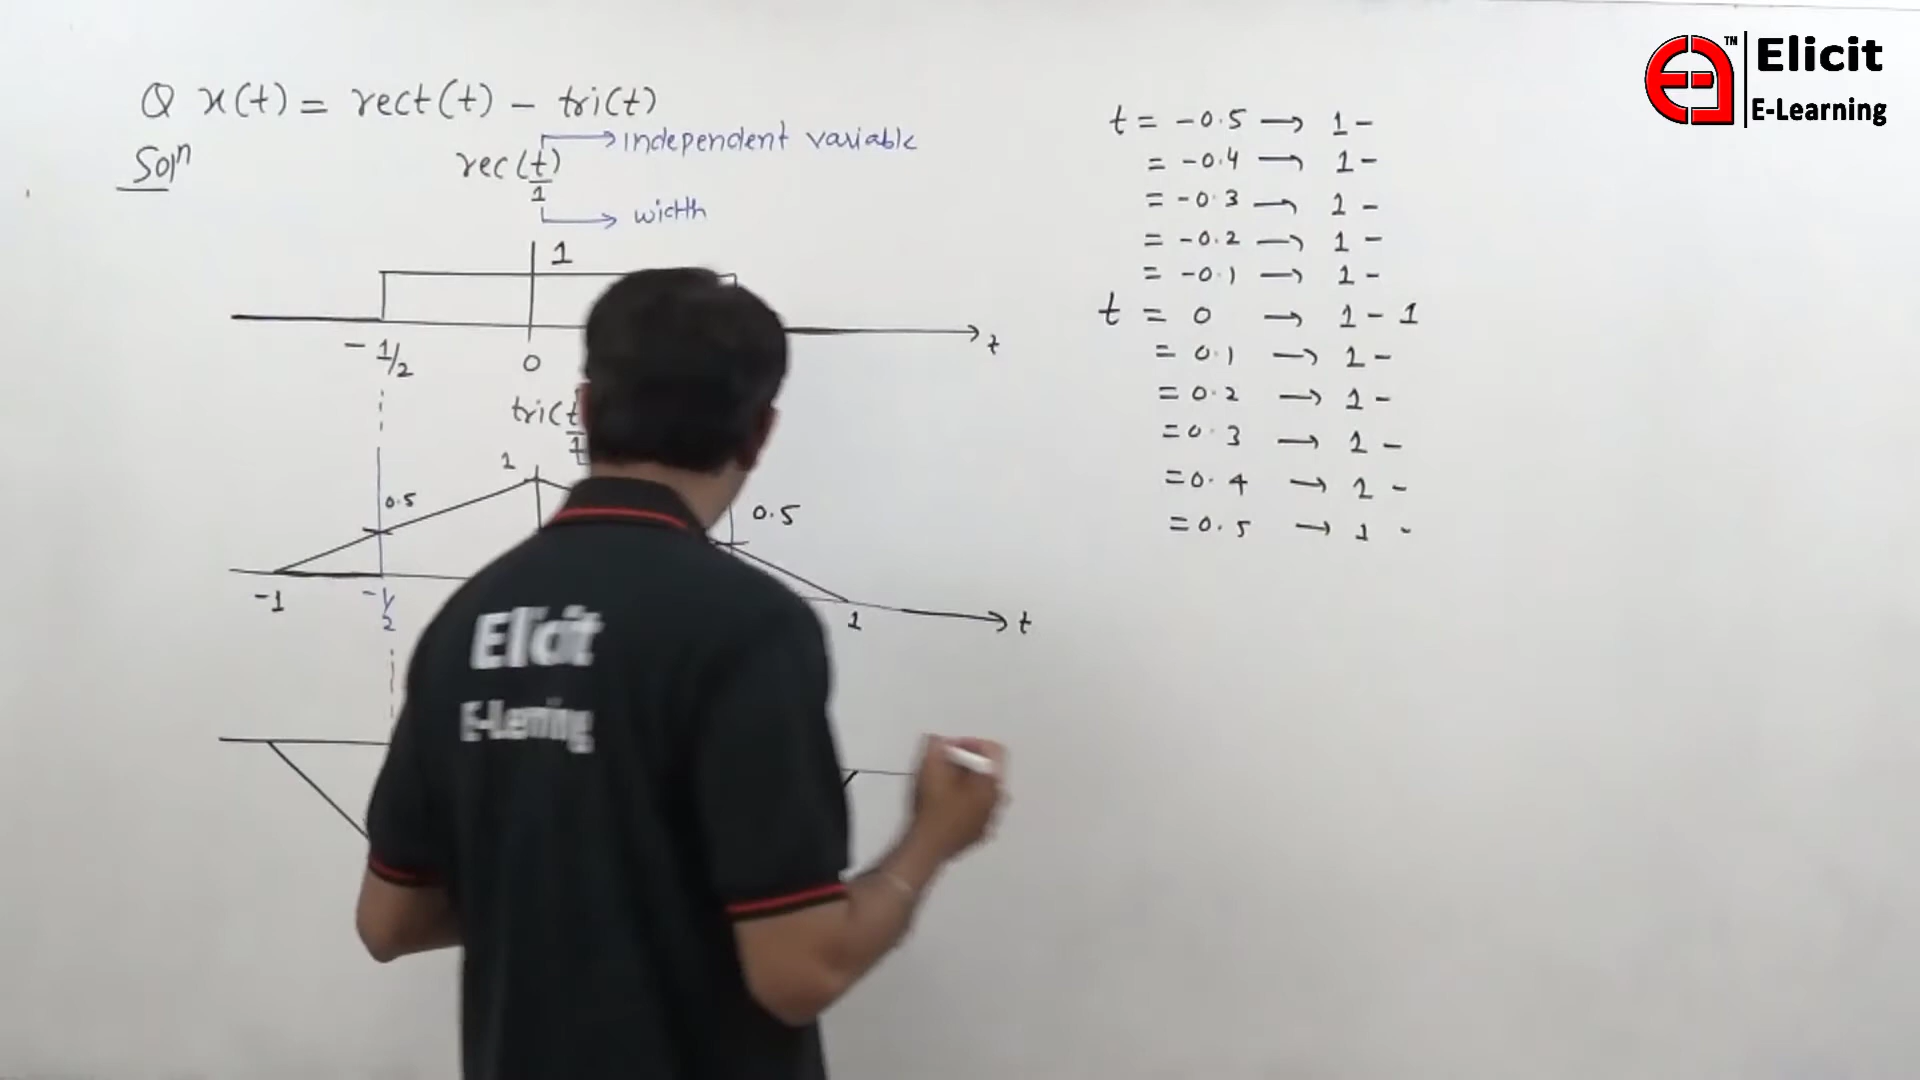 Q x(t) = rect(t) - tri(t)
Solⁿ
rec(t/1)
independent variable
width
1
-1/2 0 t
tri(t/1
1
0.5 0.5
-1 -1/2 1 t
t = -0.5 → 1 -
= -0.4 → 1 -
= -0.3 → 1 -
= -0.2 → 1 -
= -0.1 → 1 -
t = 0 → 1 - 1
= 0.1 → 1 -
= 0.2 → 1 -
= 0.3 → 1 -
= 0.4 → 1 -
= 0.5 → 1 -
Elicit
E-Lerning
TM
Elicit
E-Learning